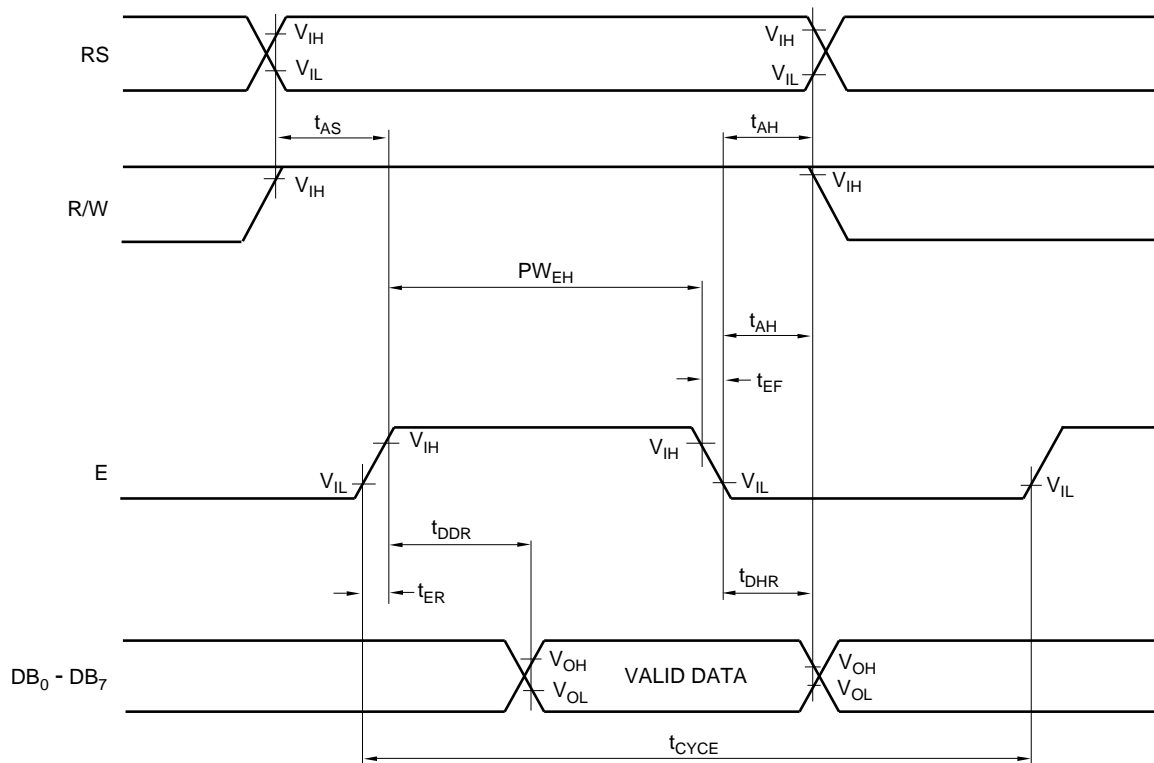 RS
V_IH
V_IL
V_IH
V_IL
t_AS
t_AH
R/W
V_IH
V_IH
PW_EH
t_AH
t_EF
E
V_IH
V_IL
V_IH
V_IL
V_IL
t_DDR
t_ER
t_DHR
DB_0 - DB_7
V_OH
V_OL
VALID DATA
V_OH
V_OL
t_CYCE